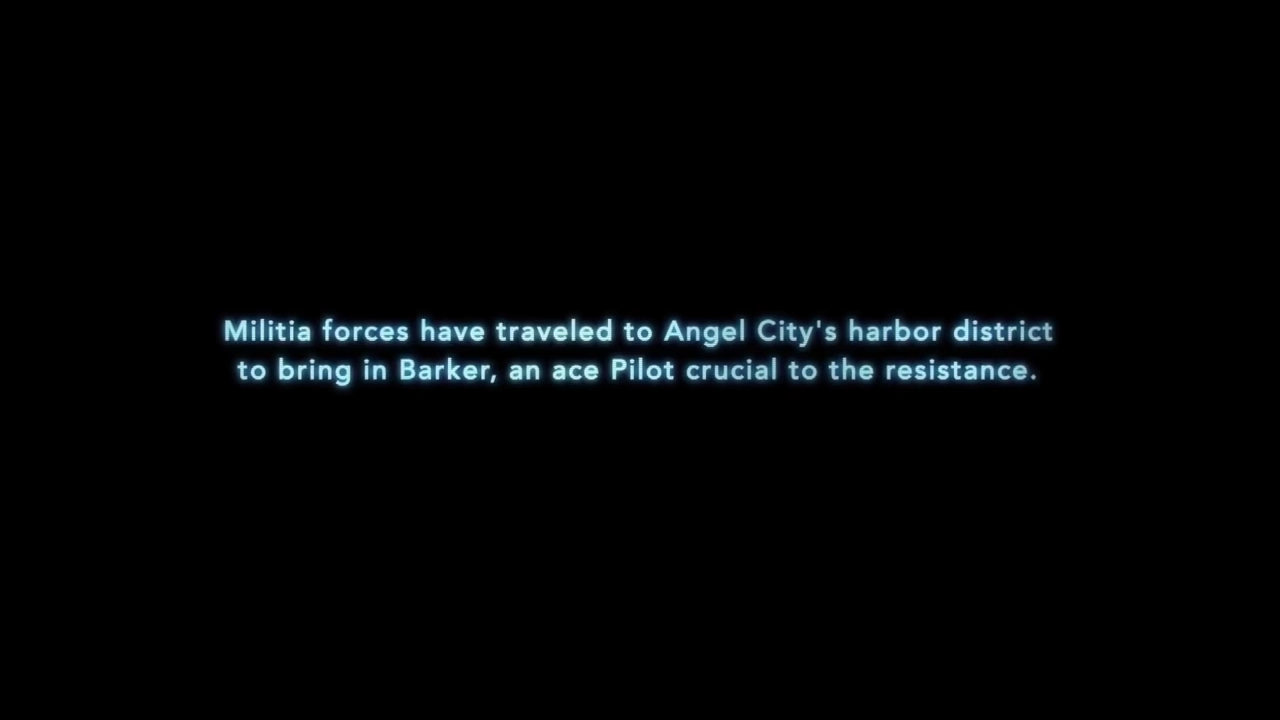 Militia forces have traveled to Angel City's harbor district
to bring in Barker, an ace Pilot crucial to the resistance.